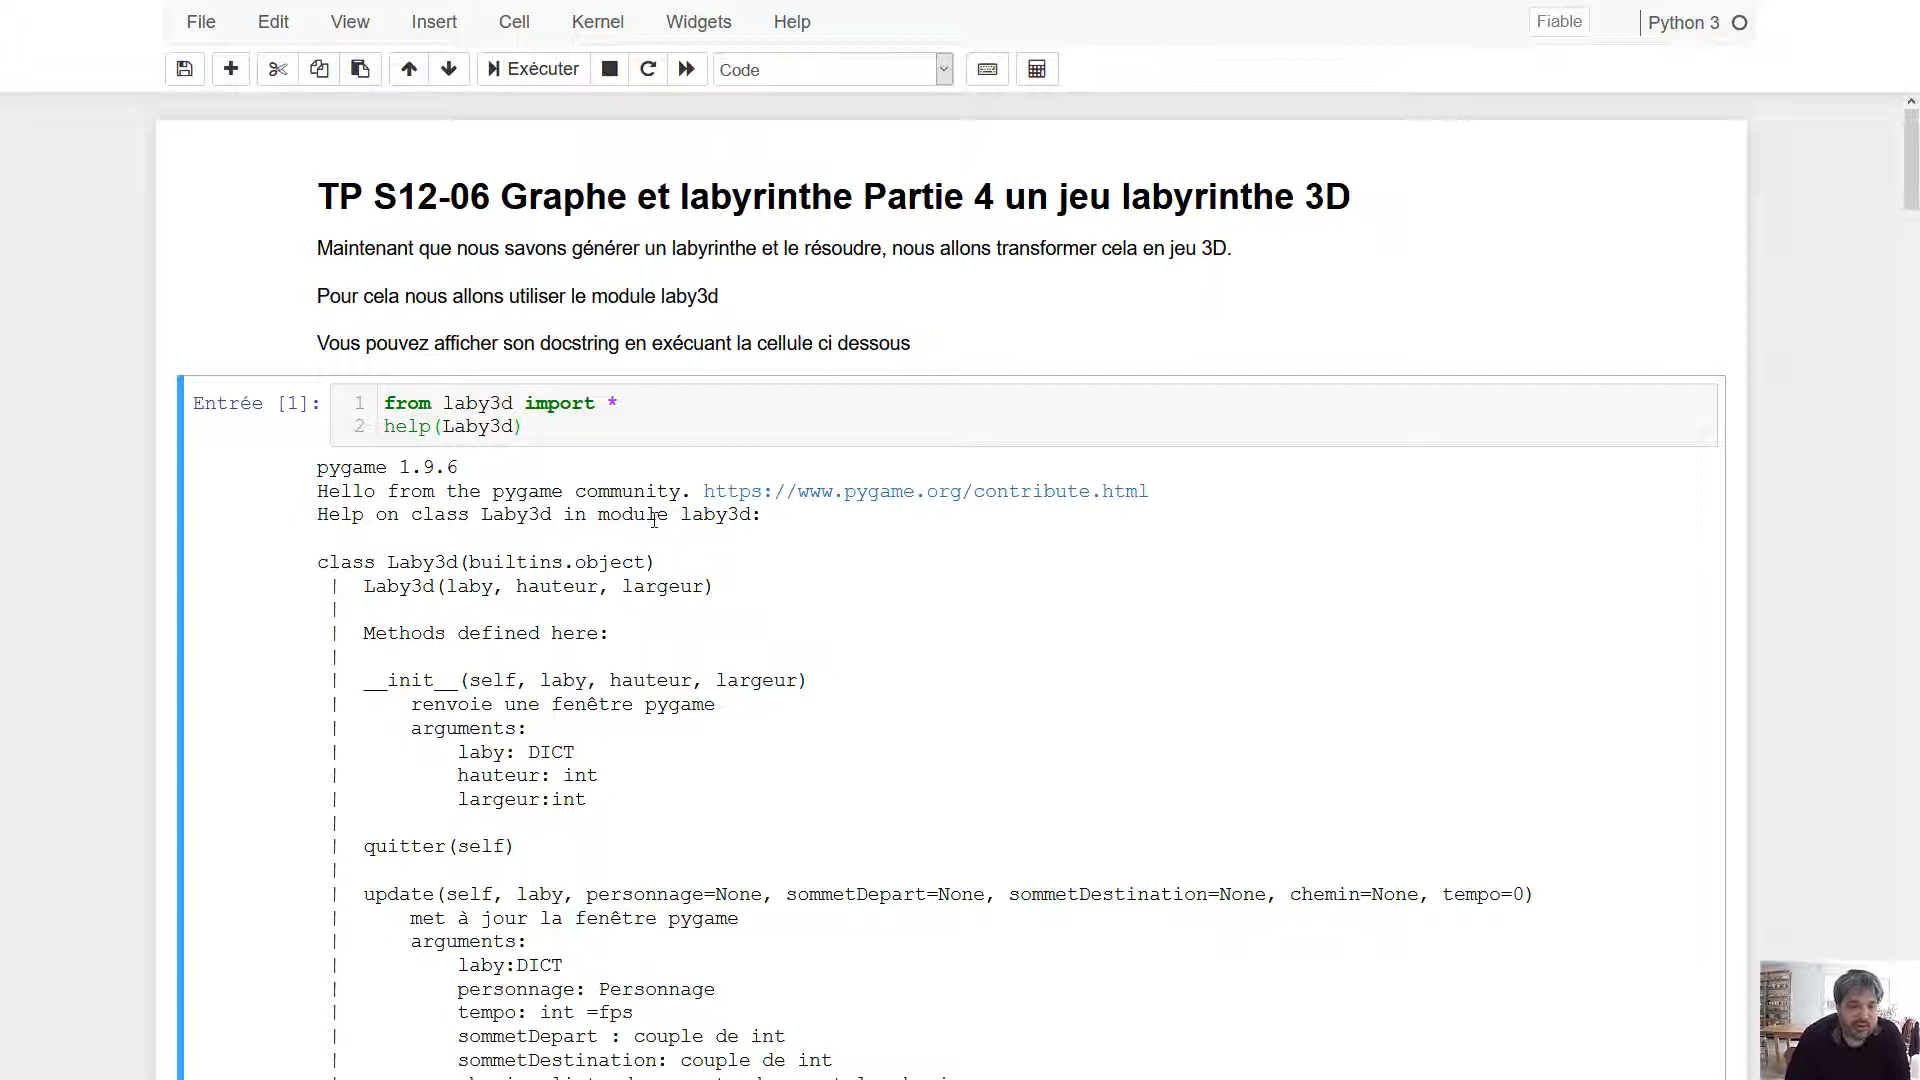 File Edit View Insert Cell Kernel Widgets Help Fiable Python 3
Exécuter Code
TP S12-06 Graphe et labyrinthe Partie 4 un jeu labyrinthe 3D
Maintenant que nous savons générer un labyrinthe et le résoudre, nous allons transformer cela en jeu 3D.
Pour cela nous allons utiliser le module laby3d
Vous pouvez afficher son docstring en exécuant la cellule ci dessous
Entrée [1]: 1 from laby3d import *
2 help(Laby3d)
pygame 1.9.6
Hello from the pygame community. https://www.pygame.org/contribute.html
Help on class Laby3d in module laby3d:
class Laby3d(builtins.object)
| Laby3d(laby, hauteur, largeur)
|
| Methods defined here:
|
| __init__(self, laby, hauteur, largeur)
| renvoie une fenêtre pygame
| arguments:
| laby: DICT
| hauteur: int
| largeur:int
|
| quitter(self)
|
| update(self, laby, personnage=None, sommetDepart=None, sommetDestination=None, chemin=None, tempo=0)
| met à jour la fenêtre pygame
| arguments:
| laby:DICT
| personnage: Personnage
| tempo: int =fps
| sommetDepart : couple de int
| sommetDestination: couple de int